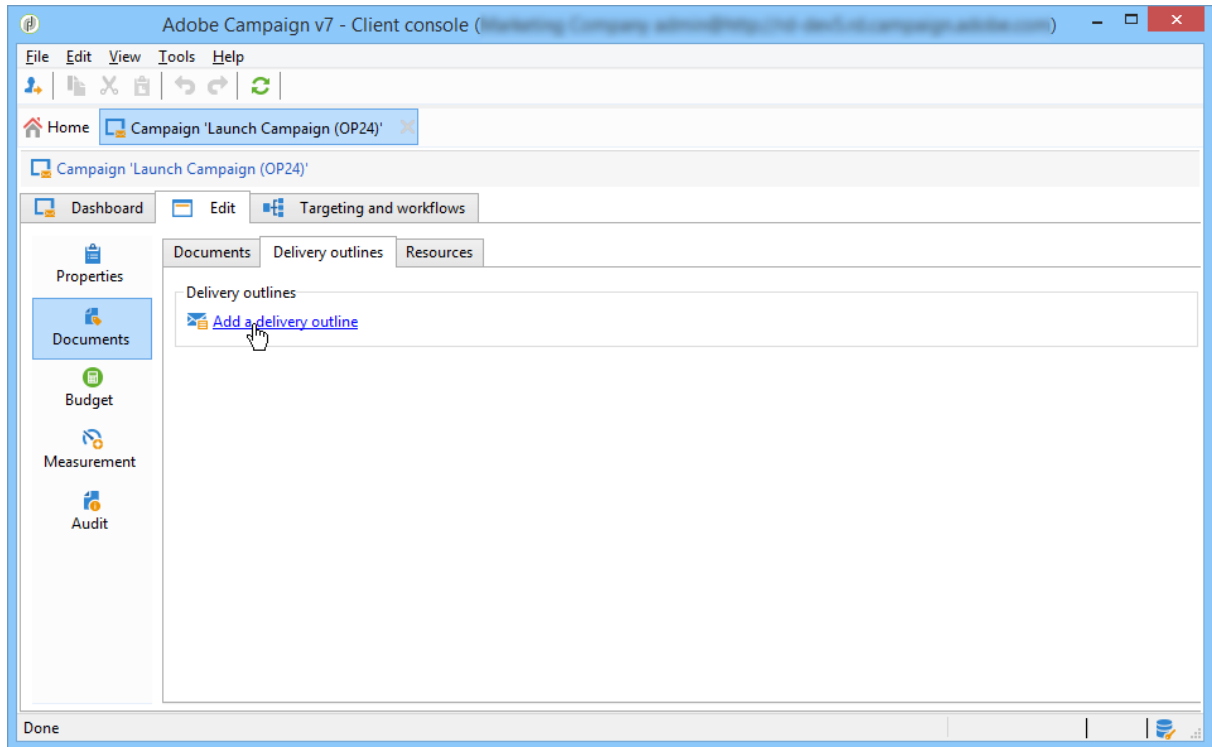 Adobe Campaign v7 - Client console ( )
File Edit View Tools Help
Home Campaign 'Launch Campaign (OP24)'
Campaign 'Launch Campaign (OP24)'
Dashboard Edit Targeting and workflows
Documents Delivery outlines Resources
Properties
Delivery outlines
Add a delivery outline
Documents
Budget
Measurement
Audit
Done